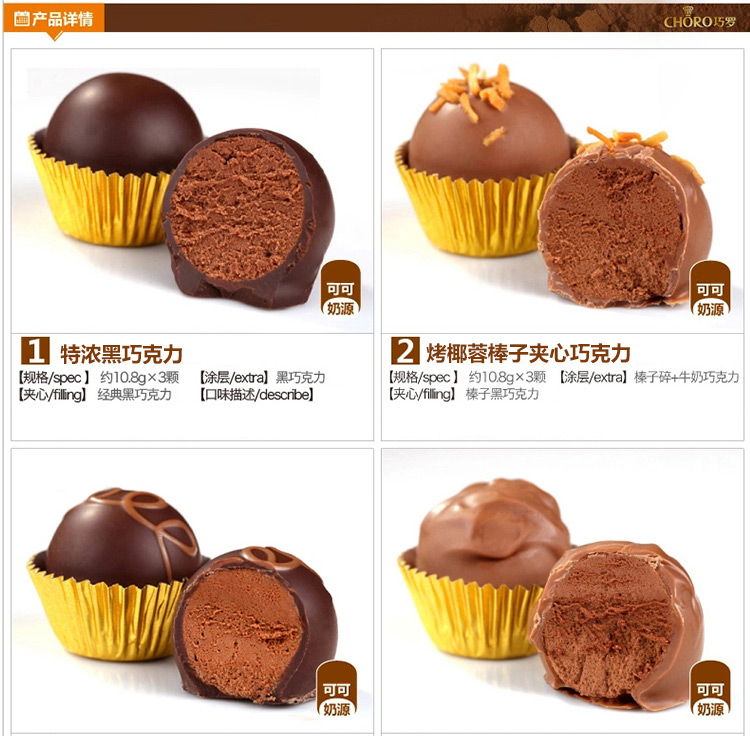 产品详情
CHŌRO巧罗
可可
奶源
可可
奶源
1 特浓黑巧克力
【规格/spec 】 约10.8g×3颗 【涂层/extra】 黑巧克力
【夹心/filling】 经典黑巧克力 【口味描述/describe】
2 烤椰蓉榛子夹心巧克力
【规格/spec 】 约10.8g×3颗 【涂层/extra】 榛子碎+牛奶巧克力
【夹心/filling】 榛子黑巧克力
可可
奶源
可可
奶源